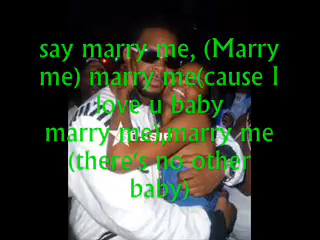 say marry me, (Marry
me) marry me(cause I
love u baby
marry me),marry me
(there's no other
baby)